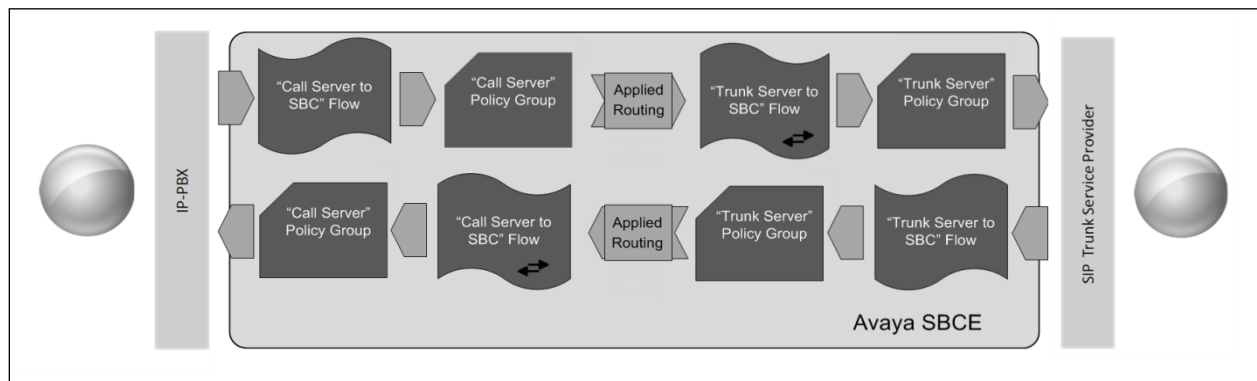 IP-PBX
“Call Server to
SBC” Flow
“Call Server”
Policy Group
Applied
Routing
“Trunk Server to
SBC” Flow
“Trunk Server”
Policy Group
“Call Server”
Policy Group
“Call Server to
SBC” Flow
Applied
Routing
“Trunk Server”
Policy Group
“Trunk Server to
SBC” Flow
Avaya SBCE
SIP Trunk Service Provider